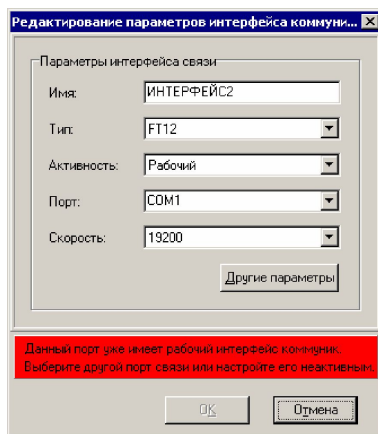 Редактирование параметров интерфейса коммуни...
Параметры интерфейса связи
Имя: ИНТЕРФЕЙС2
Тип: FT12
Активность: Рабочий
Порт: COM1
Скорость: 19200
Другие параметры
Данный порт уже имеет рабочий интерфейс коммуник.
Выберите другой порт связи или настройте его неактивным.
OK Отмена